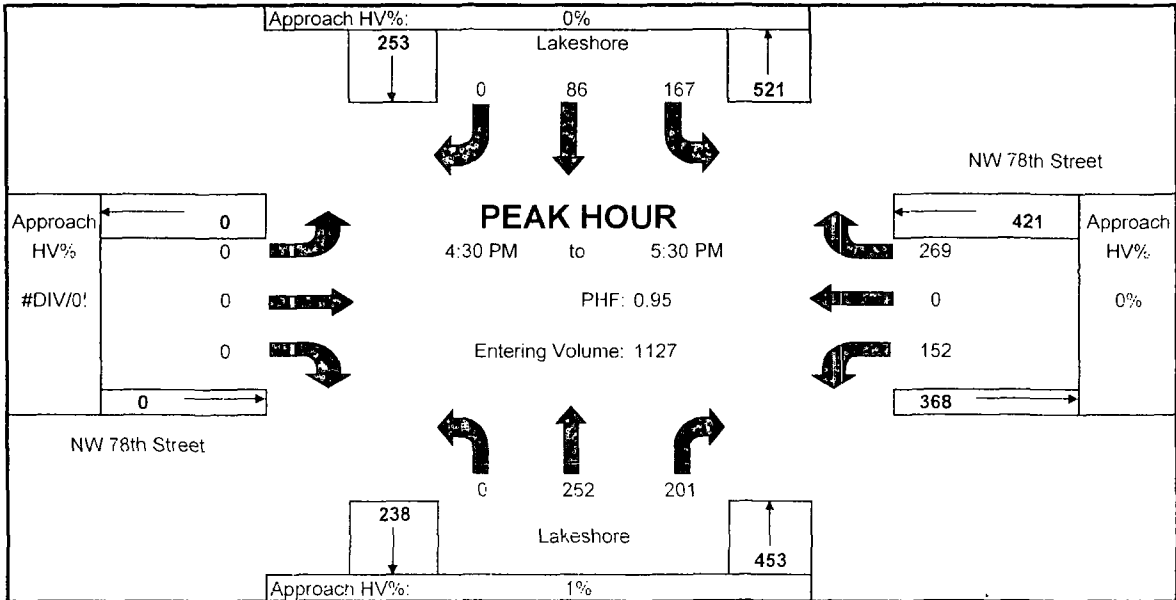 Approach HV%: 0%
253 Lakeshore 521
0 86 167
NW 78th Street
Approach HV% #DIV/0!
0
0
0
0
0
NW 78th Street
PEAK HOUR
4:30 PM to 5:30 PM
PHF: 0.95
Entering Volume: 1127
421
269
0
152
368
Approach HV% 0%
0 252 201
238 Lakeshore 453
Approach HV%: 1%